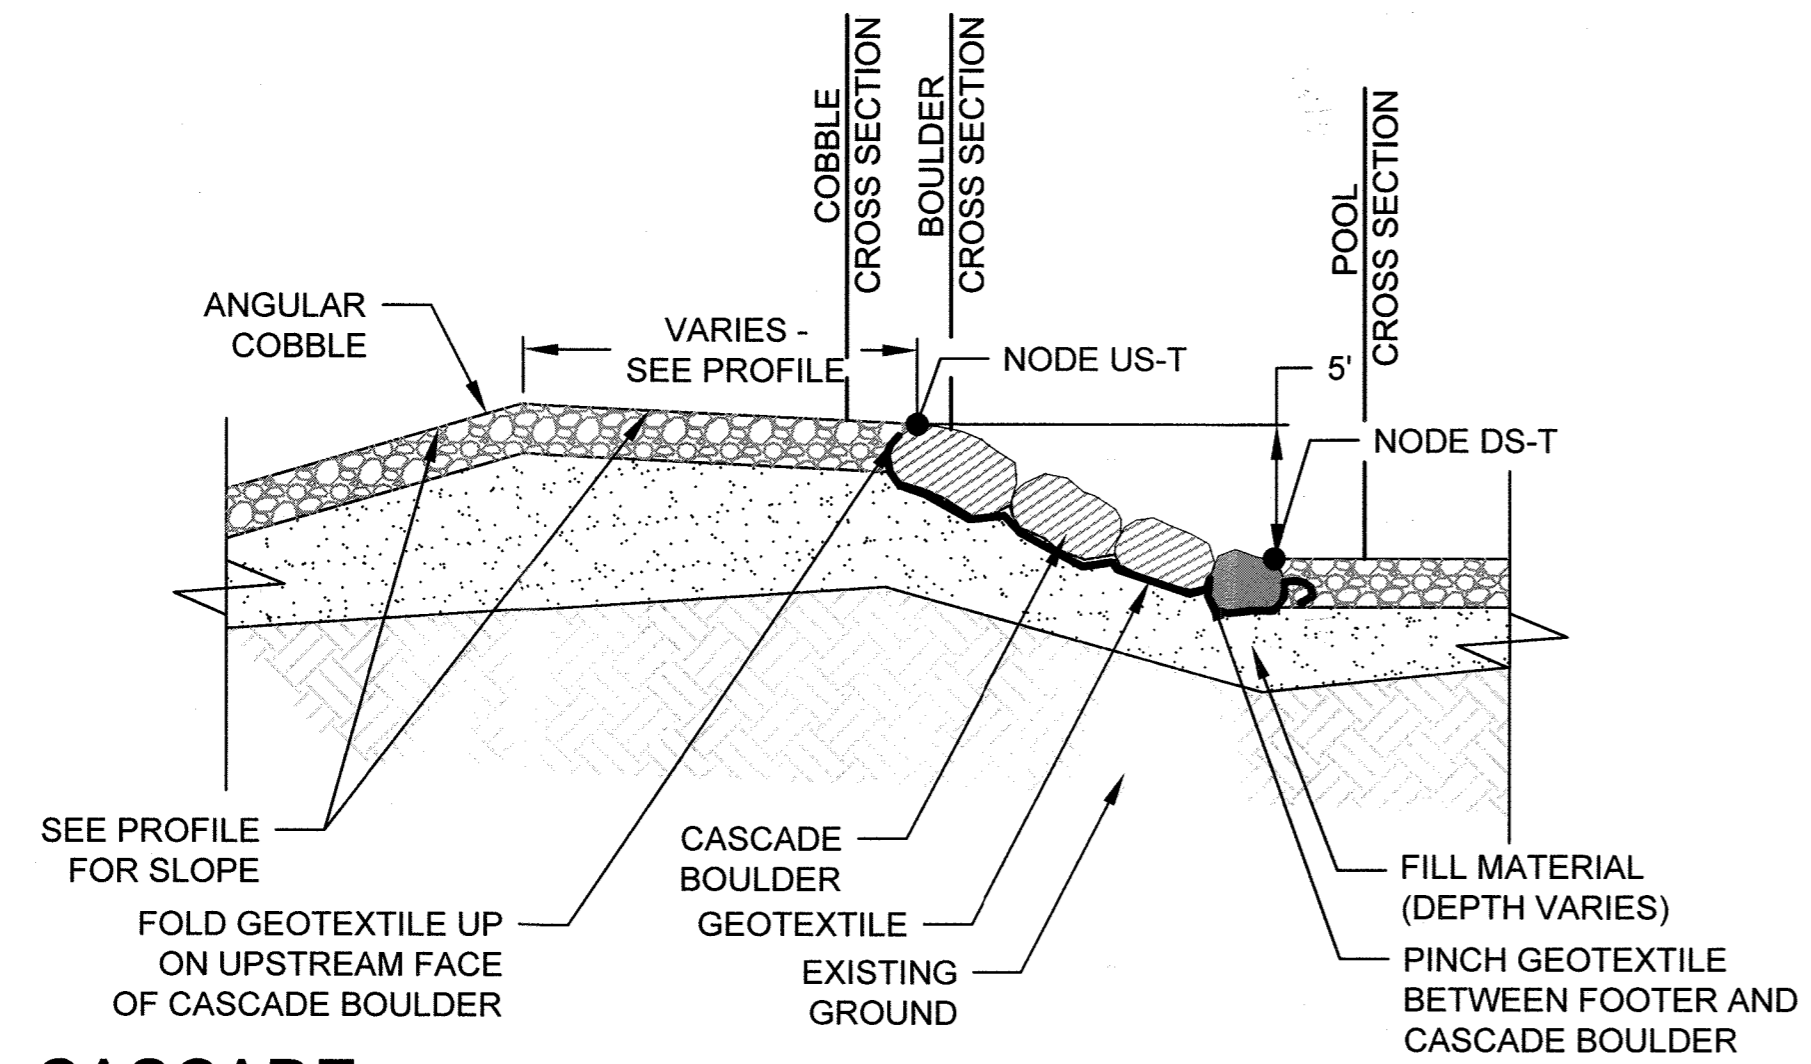 COBBLE
CROSS SECTION
BOULDER
CROSS SECTION
POOL
CROSS SECTION
ANGULAR
COBBLE
VARIES -
SEE PROFILE
NODE US-T
5'
NODE DS-T
SEE PROFILE
FOR SLOPE
FOLD GEOTEXTILE UP
ON UPSTREAM FACE
OF CASCADE BOULDER
CASCADE
BOULDER
GEOTEXTILE
EXISTING
GROUND
FILL MATERIAL
(DEPTH VARIES)
PINCH GEOTEXTILE
BETWEEN FOOTER AND
CASCADE BOULDER
CASCADE